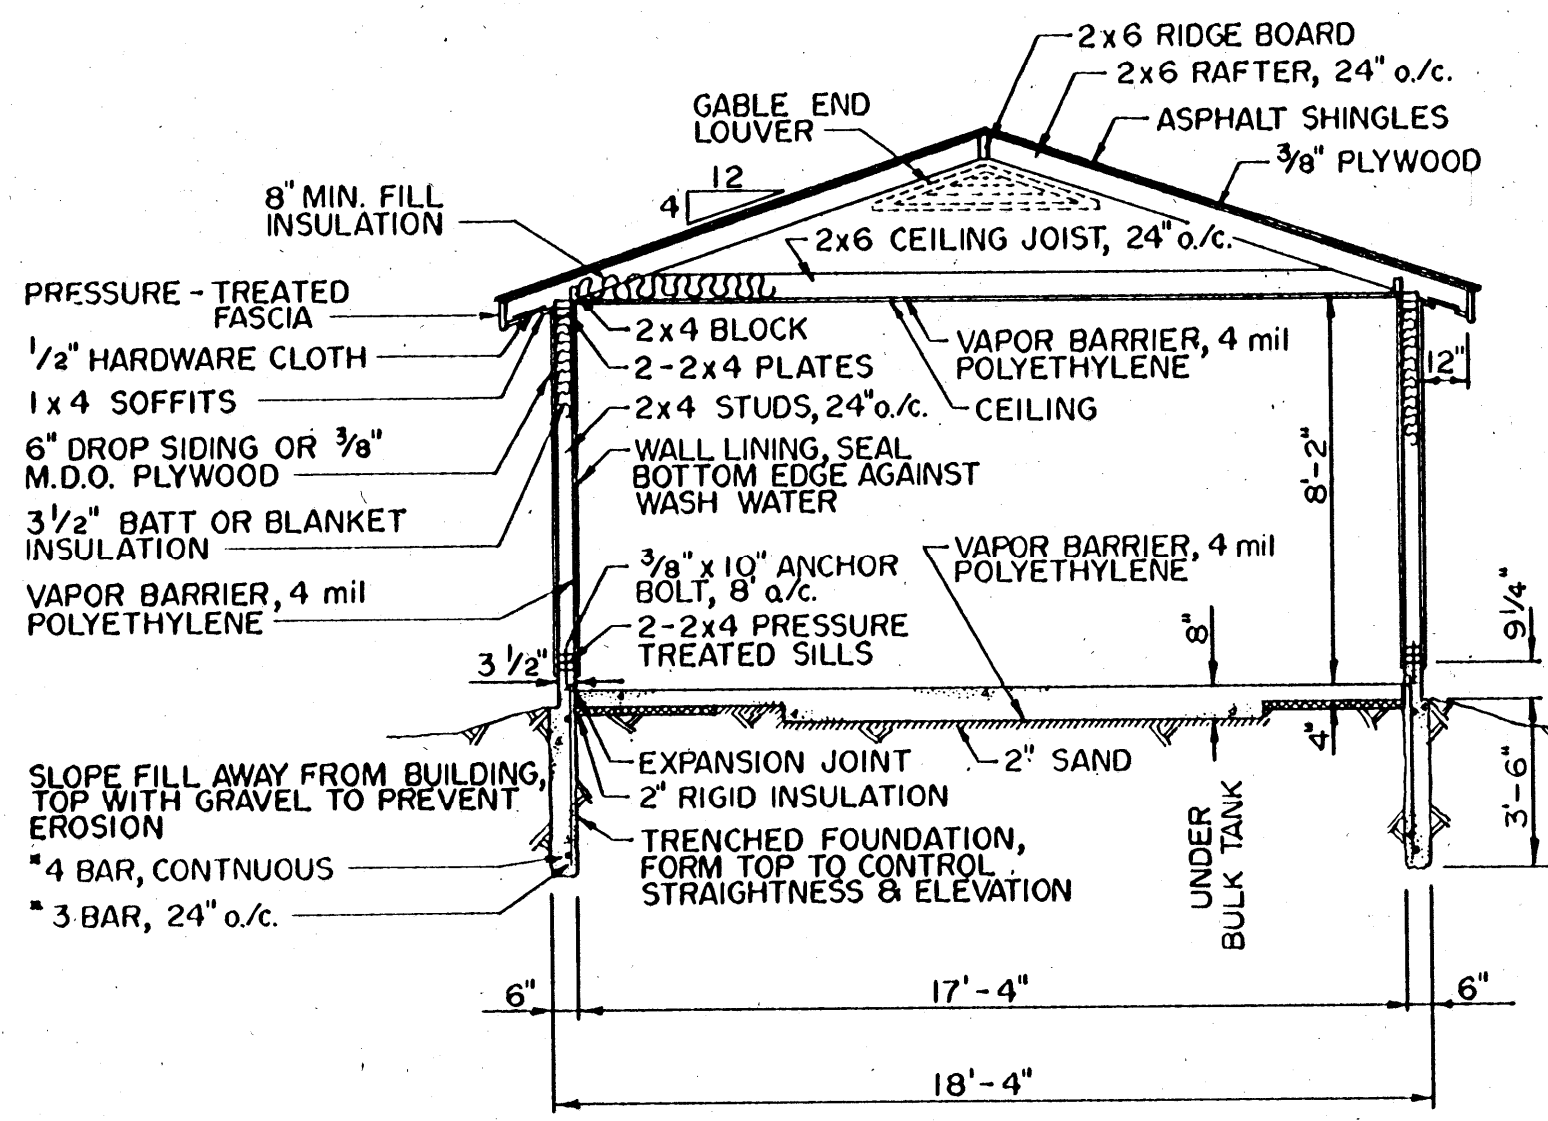 2x6 RIDGE BOARD
2x6 RAFTER, 24" o./c.
GABLE END
LOUVER
ASPHALT SHINGLES
3/8" PLYWOOD
12
4
8" MIN. FILL
INSULATION
2x6 CEILING JOIST, 24" o./c.
PRESSURE - TREATED
FASCIA
1/2" HARDWARE CLOTH
1 x 4 SOFFITS
6" DROP SIDING OR 3/8"
M.D.O. PLYWOOD
3 1/2" BATT OR BLANKET
INSULATION
VAPOR BARRIER, 4 mil
POLYETHYLENE
2x4 BLOCK
2-2x4 PLATES
2x4 STUDS, 24" o./c.
WALL LINING, SEAL
BOTTOM EDGE AGAINST
WASH WATER
VAPOR BARRIER, 4 mil
POLYETHYLENE
CEILING
12"
8'-2"
3/8" x 10" ANCHOR
BOLT, 8' o/c.
2-2x4 PRESSURE
TREATED SILLS
VAPOR BARRIER, 4 mil
POLYETHYLENE
8"
9 1/4"
3 1/2"
EXPANSION JOINT
2" RIGID INSULATION
2" SAND
4"
3'-6"
SLOPE FILL AWAY FROM BUILDING,
TOP WITH GRAVEL TO PREVENT
EROSION
"4 BAR, CONTNUOUS
" 3 BAR, 24" o./c.
TRENCHED FOUNDATION,
FORM TOP TO CONTROL
STRAIGHTNESS & ELEVATION
UNDER
BULK TANK
6"
17'-4"
6"
18'-4"